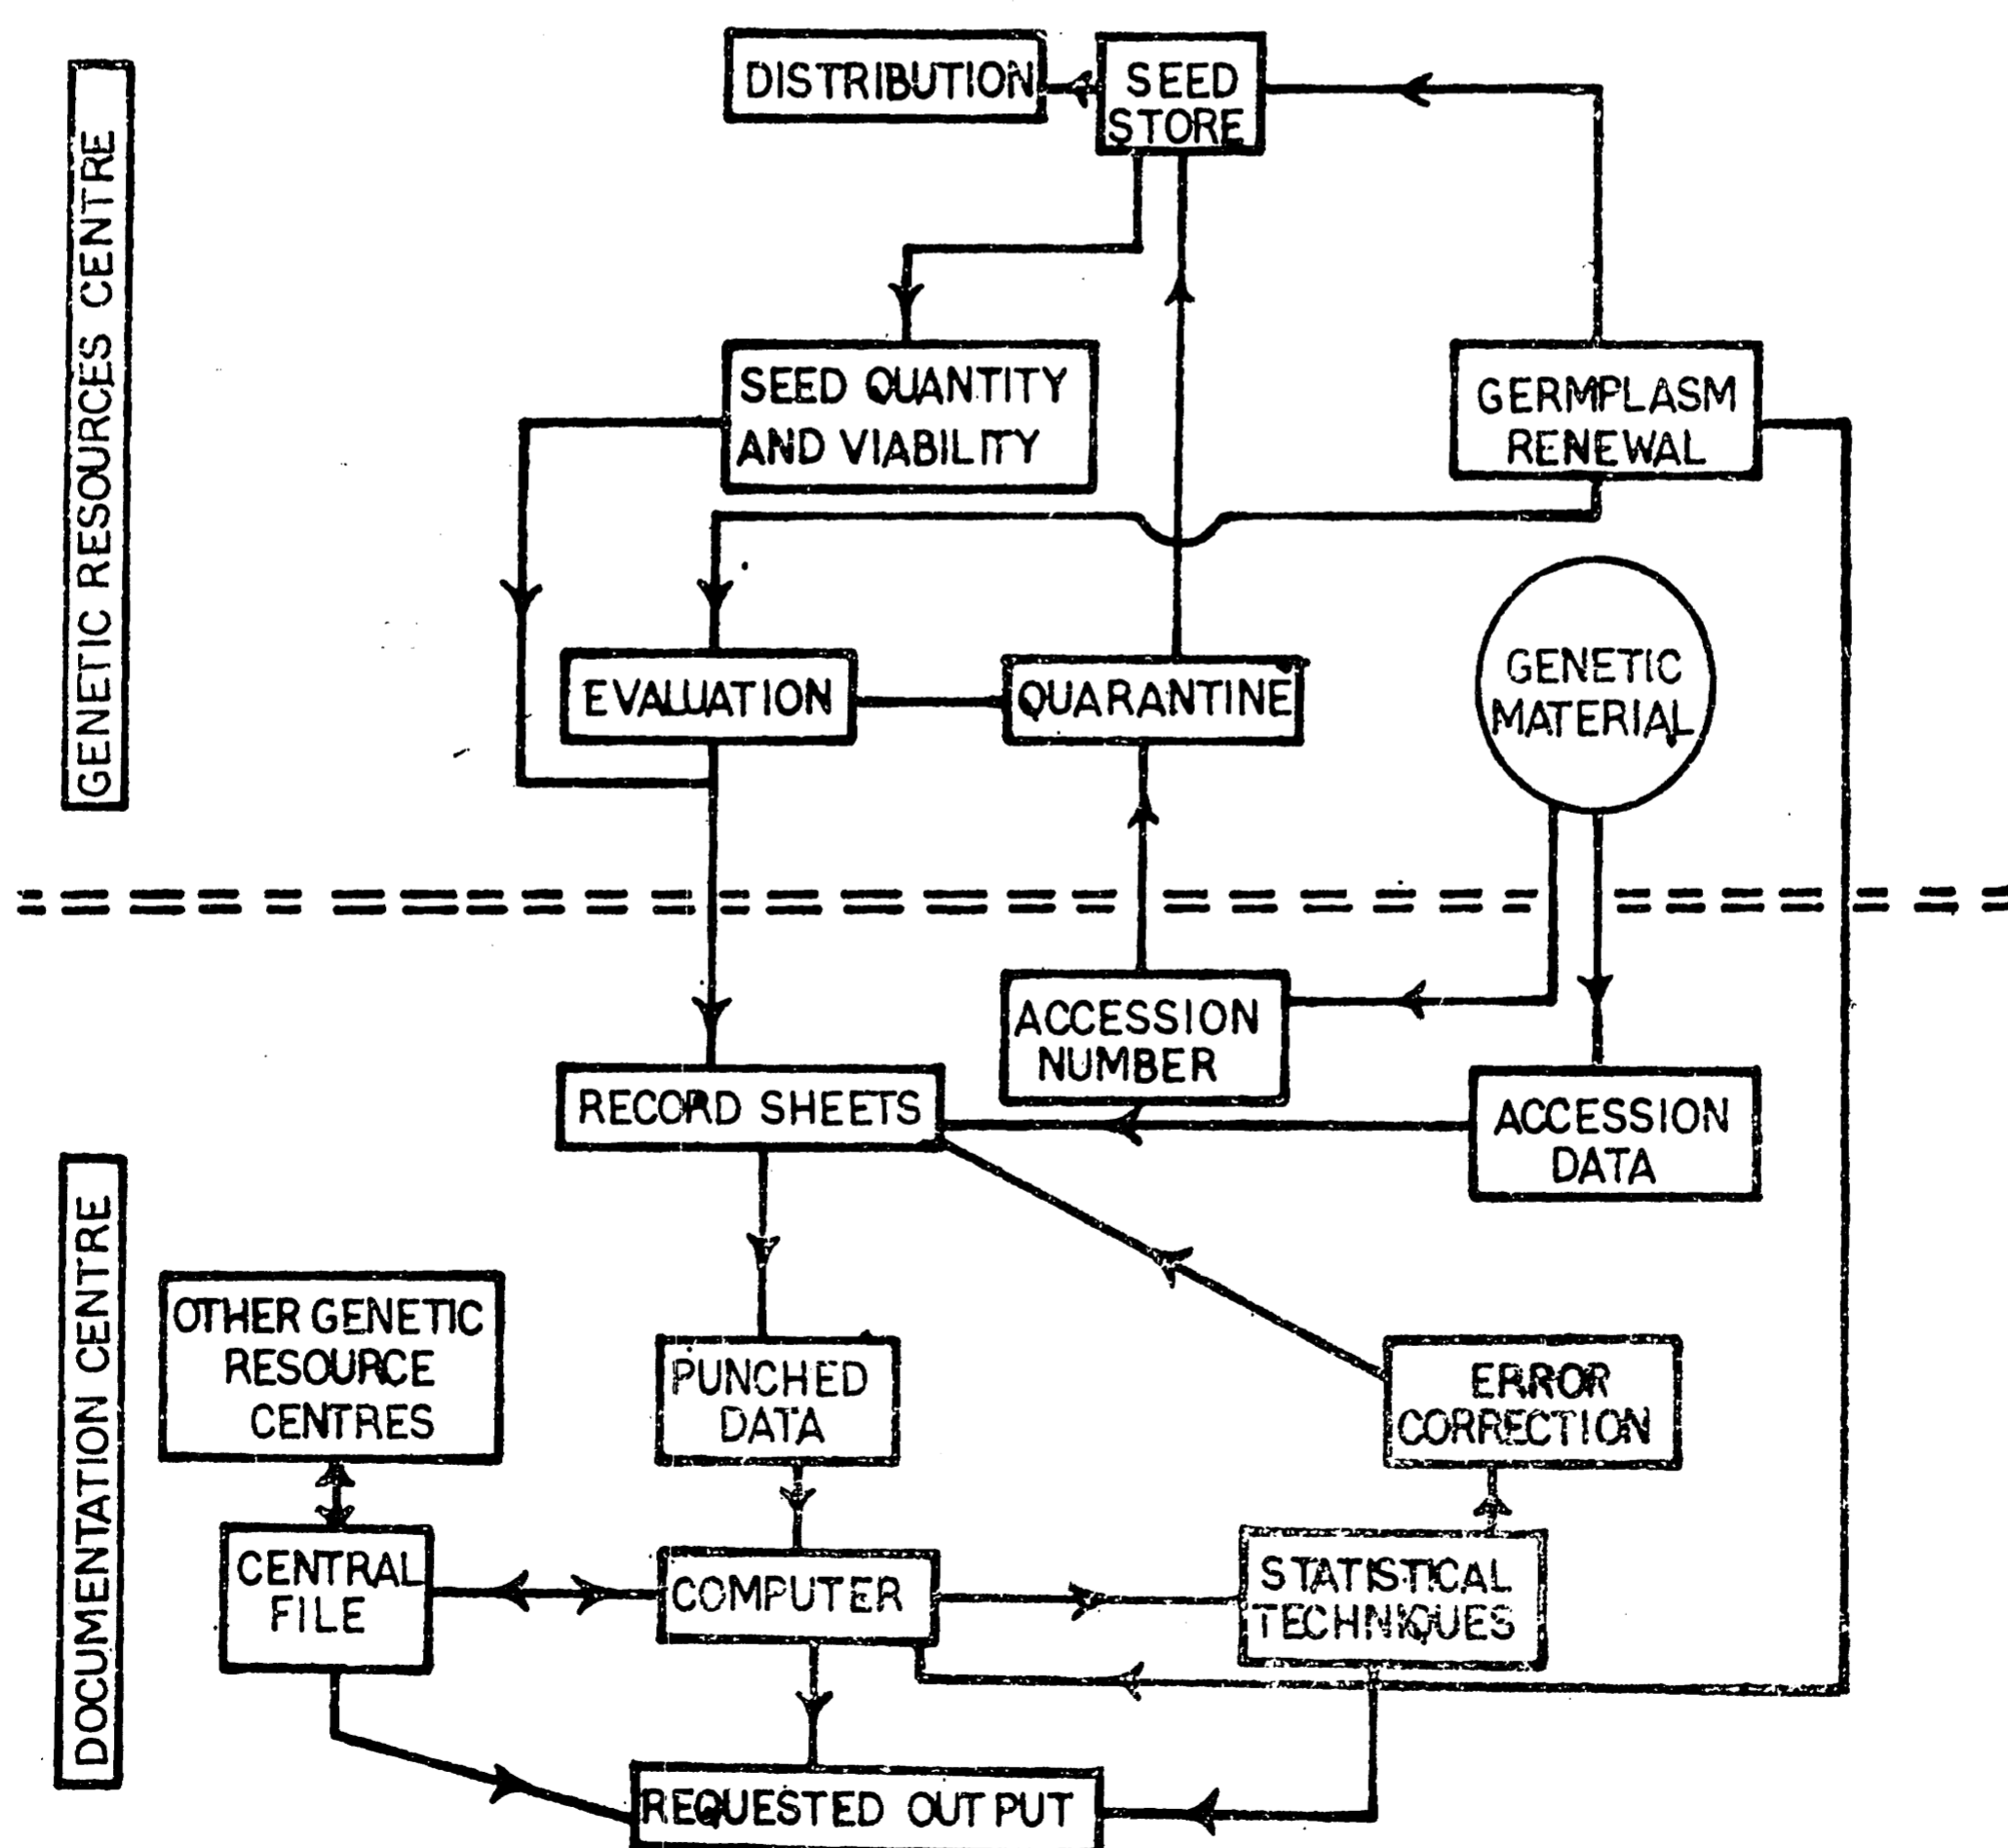 GENETIC RESOURCES CENTRE
DISTRIBUTION
SEED
STORE
SEED QUANTITY
AND VIABILITY
GERMPLASM
RENEWAL
EVALUATION
QUARANTINE
GENETIC
MATERIAL
ACCESSION
NUMBER
RECORD SHEETS
ACCESSION
DATA
DOCUMENTATION CENTRE
OTHER GENETIC
RESOURCE
CENTRES
PUNCHED
DATA
ERROR
CORRECTION
CENTRAL
FILE
COMPUTER
STATISTICAL
TECHNIQUES
REQUESTED OUTPUT